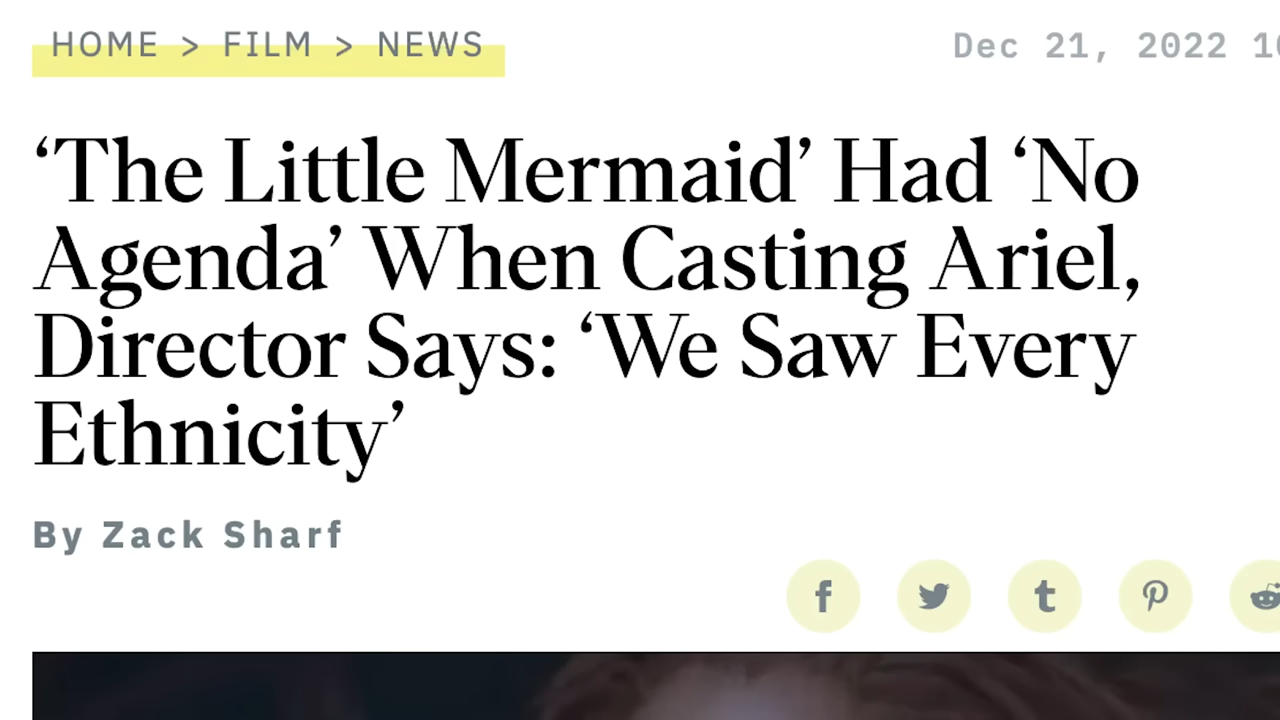 HOME > FILM > NEWS
Dec 21, 2022
‘The Little Mermaid’ Had ‘No
Agenda’ When Casting Ariel,
Director Says: ‘We Saw Every
Ethnicity’
By Zack Sharf